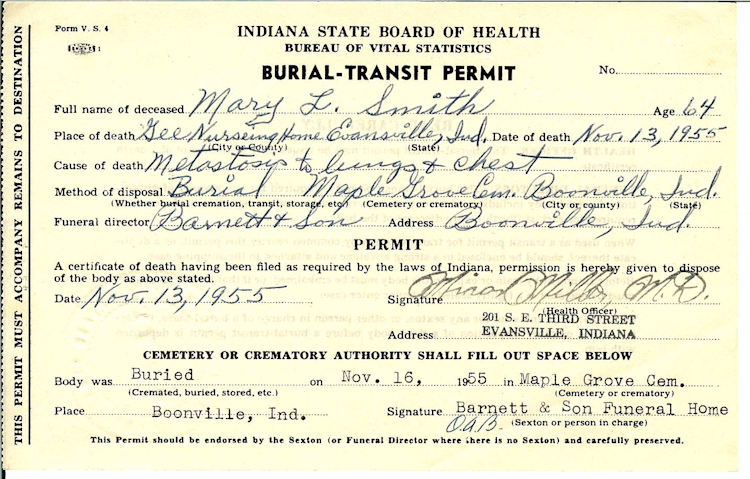 Form V. S. 4
INDIANA STATE BOARD OF HEALTH
BUREAU OF VITAL STATISTICS
BURIAL-TRANSIT PERMIT
No.
Full name of deceased Mary L. Smith Age 64
Place of death Gee Nurseing Home Evansville, Ind. Date of death Nov. 13, 1955
(City or County) (State)
Cause of death Metastosis to lungs & chest
Method of disposal Burial Maple Grove Cem. Boonville, Ind.
(Whether burial cremation, transit, storage, etc.) (Cemetery or crematory) (City or county) (State)
Funeral director Barnett & Son Address Boonville, Ind.
PERMIT
A certificate of death having been filed as required by the laws of Indiana, permission is hereby given to dispose
of the body as above stated.
Date Nov. 13, 1955 Signature Minor Miller, M.D.
(Health Officer)
201 S. E. THIRD STREET
Address EVANSVILLE, INDIANA
CEMETERY OR CREMATORY AUTHORITY SHALL FILL OUT SPACE BELOW
Body was Buried on Nov. 16, 1955 in Maple Grove Cem.
(Cremated, buried, stored, etc.) (Cemetery or crematory)
Place Boonville, Ind. Signature Barnett & Son Funeral Home
O.A.B. (Sexton or person in charge)
This Permit should be endorsed by the Sexton (or Funeral Director where there is no Sexton) and carefully preserved.
THIS PERMIT MUST ACCOMPANY REMAINS TO DESTINATION